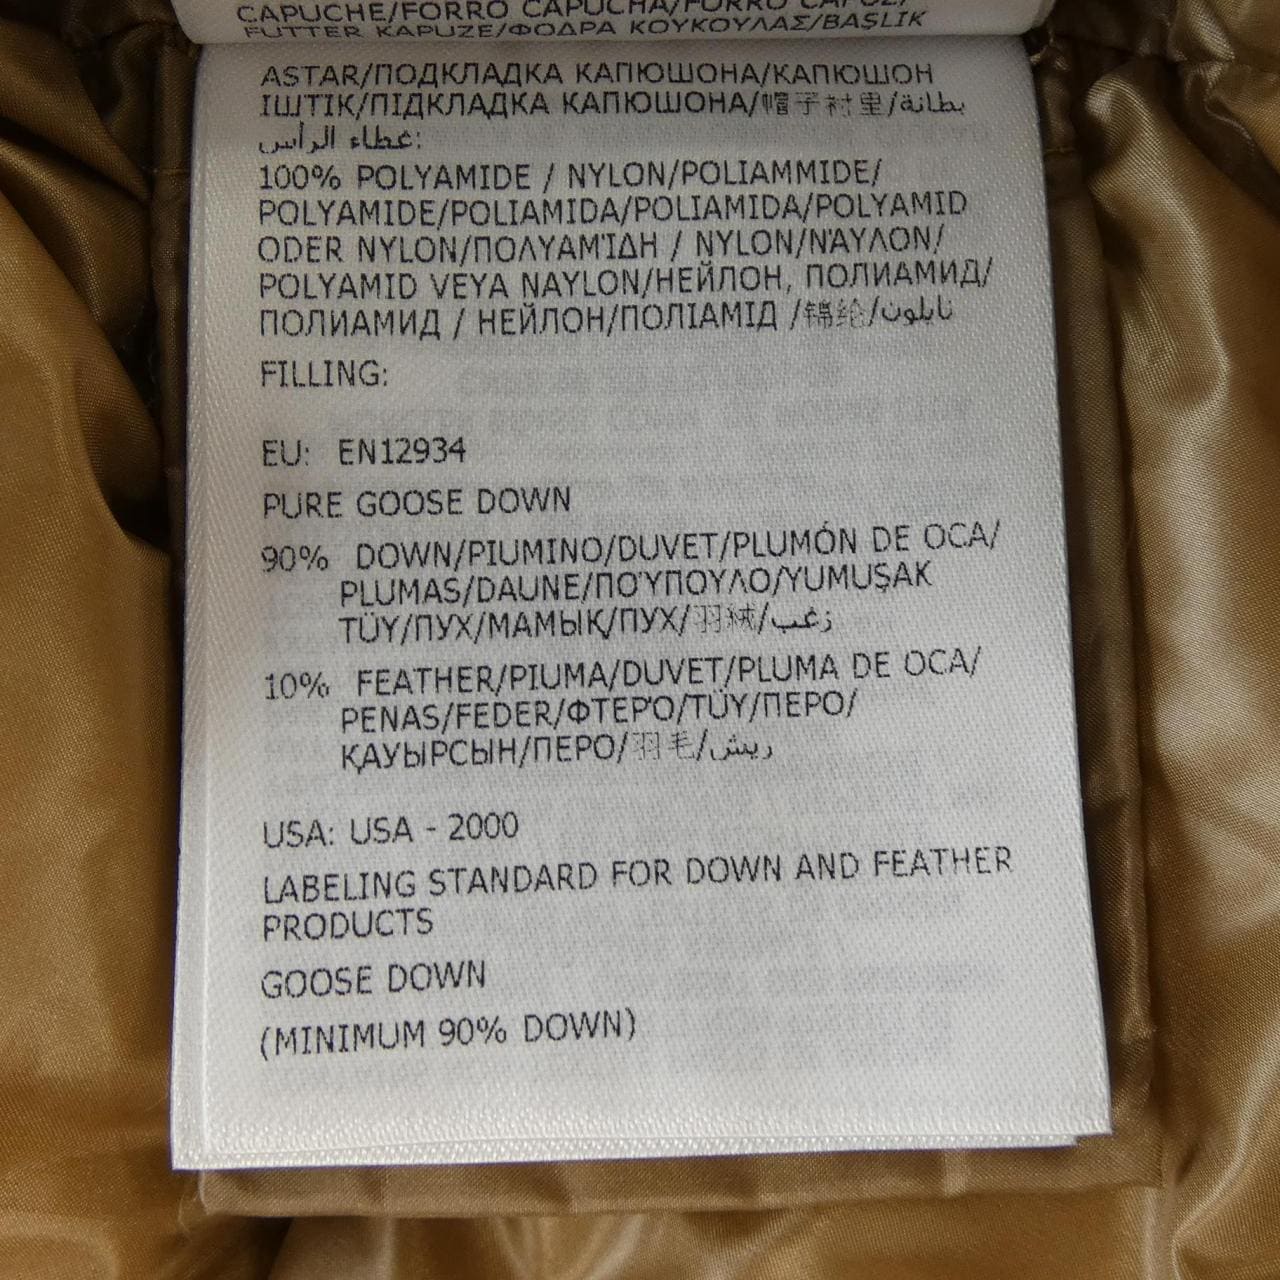 CAPUCHE/FORRO CAPUCHA/FORRO CAPUZ/
FUTTER KAPUZE/ΦΟΔΡΑ ΚΟΥΚΟΥΛΑΣ/BAŞLIK
ASTAR/ПОДКЛАДКА КАПЮШОНА/КАПЮШОН
ІШТІК/ПІДКЛАДКА КАПЮШОНА/帽子衬里/بطانة
غطاء الرأس:
100% POLYAMIDE / NYLON/POLIAMMIDE/
POLYAMIDE/POLIAMIDA/POLIAMIDA/POLYAMID
ODER NYLON/ΠΟΛΥΑΜΊΔΗ / NYLON/ΝΆΥΛΟΝ/
POLYAMID VEYA NAYLON/НЕЙЛОН, ПОЛИАМИД/
ПОЛИАМИД / НЕЙЛОН/ПОЛІАМІД /锦纶/نايلون
FILLING:
EU: EN12934
PURE GOOSE DOWN
90% DOWN/PIUMINO/DUVET/PLUMÓN DE OCA/
PLUMAS/DAUNE/ΠΟΎΠΟΥΛΟ/YUMUŞAK
TÜY/ПУХ/МАМЫҚ/ПУХ/羽絨/زغب
10% FEATHER/PIUMA/DUVET/PLUMA DE OCA/
PENAS/FEDER/ΦΤΕΡΌ/TÜY/ПЕРО/
ҚАУЫРСЫН/ПЕРО/羽毛/ريش
USA: USA - 2000
LABELING STANDARD FOR DOWN AND FEATHER
PRODUCTS
GOOSE DOWN
(MINIMUM 90% DOWN)